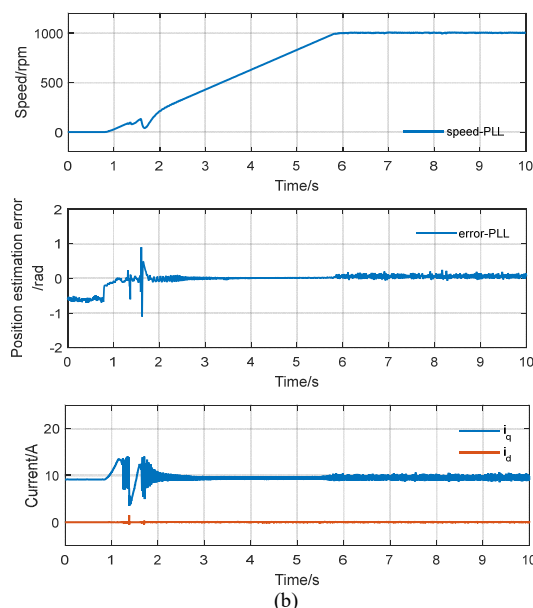 1000
500
0
Speed/rpm
speed-PLL
0 1 2 3 4 5 6 7 8 9 10
Time/s
2
1
0
-1
-2
Position estimation error
/rad
error-PLL
0 1 2 3 4 5 6 7 8 9 10
Time/s
20
10
0
Current/A
i_q
i_d
0 1 2 3 4 5 6 7 8 9 10
Time/s
(b)